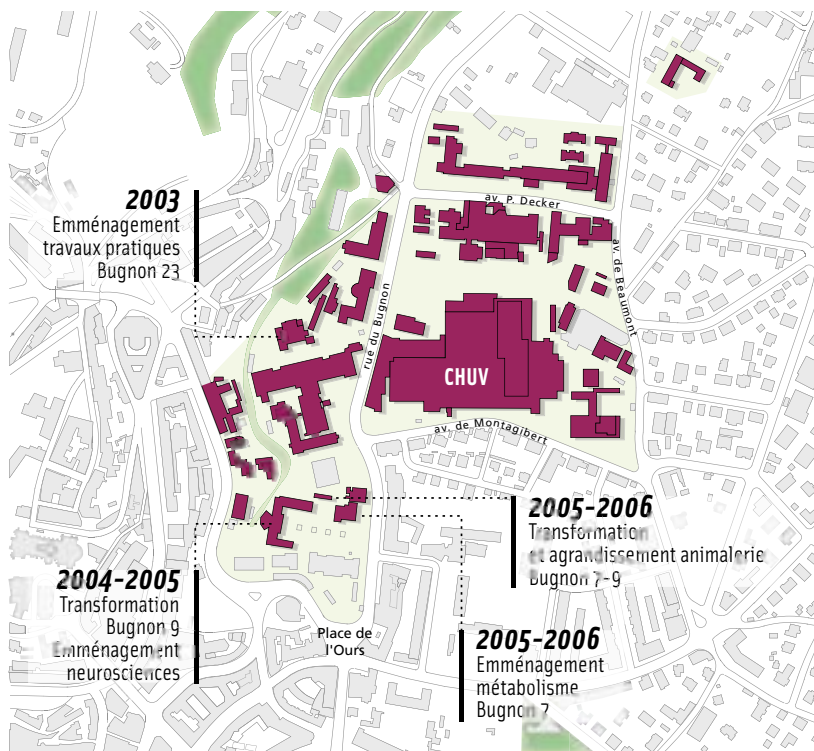 av. P. Decker
2003
Emménagement
travaux pratiques
Bugnon 23
av. de Beaumont
rue du Bugnon
CHUV
av. de Montagibert
2005-2006
Transformation
et agrandissement animalerie
Bugnon 7-9
2004-2005
Transformation
Bugnon 9
Emménagement
neurosciences
Place de
l'Ours
2005-2006
Emménagement
métabolisme
Bugnon 7